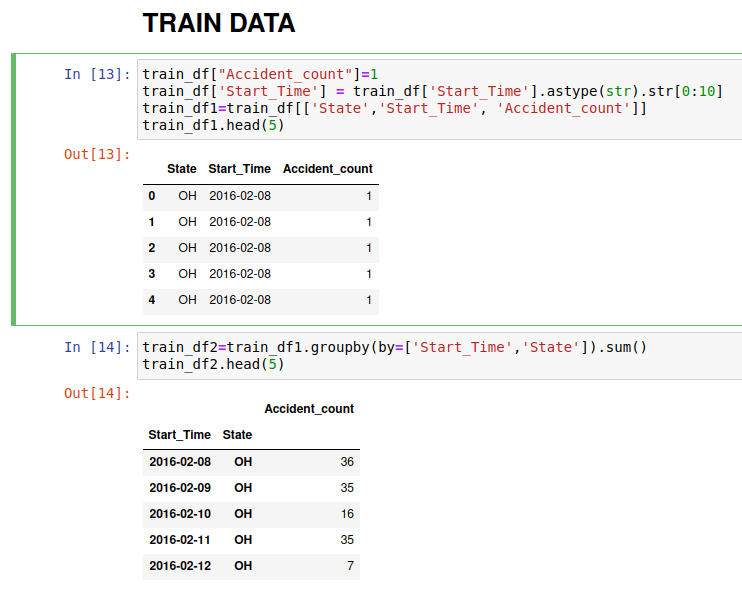 TRAIN DATA
In [13]: train_df["Accident_count"]=1
train_df['Start_Time'] = train_df['Start_Time'].astype(str).str[0:10]
train_df1=train_df[['State','Start_Time', 'Accident_count']]
train_df1.head(5)
Out[13]:
State Start_Time Accident_count
0 OH 2016-02-08 1
1 OH 2016-02-08 1
2 OH 2016-02-08 1
3 OH 2016-02-08 1
4 OH 2016-02-08 1
In [14]: train_df2=train_df1.groupby(by=['Start_Time','State']).sum()
train_df2.head(5)
Out[14]:
Accident_count
Start_Time State
2016-02-08 OH 36
2016-02-09 OH 35
2016-02-10 OH 16
2016-02-11 OH 35
2016-02-12 OH 7